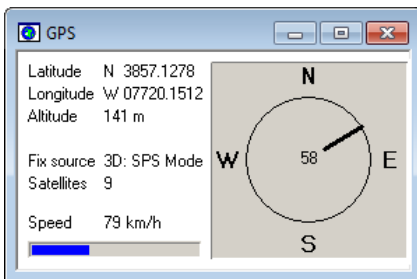 GPS
Latitude N 3857.1278
Longitude W 07720.1512
Altitude 141 m
Fix source 3D: SPS Mode
Satellites 9
Speed 79 km/h
N
W 58 E
S